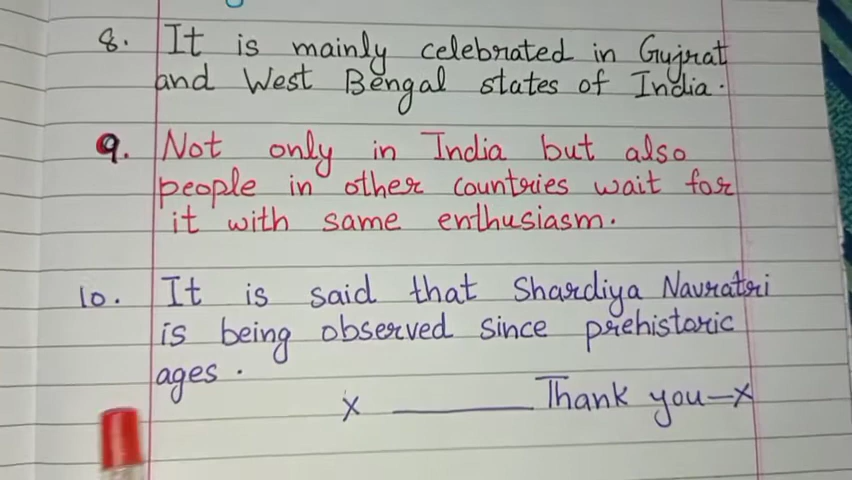 8. It is mainly celebrated in Gujrat
and West Bengal states of India.
9. Not only in India but also
people in other countries wait for
it with same enthusiasm.
10. It is said that Shardiya Navratri
is being observed since prehistoric
ages.
x ——— Thank you—x